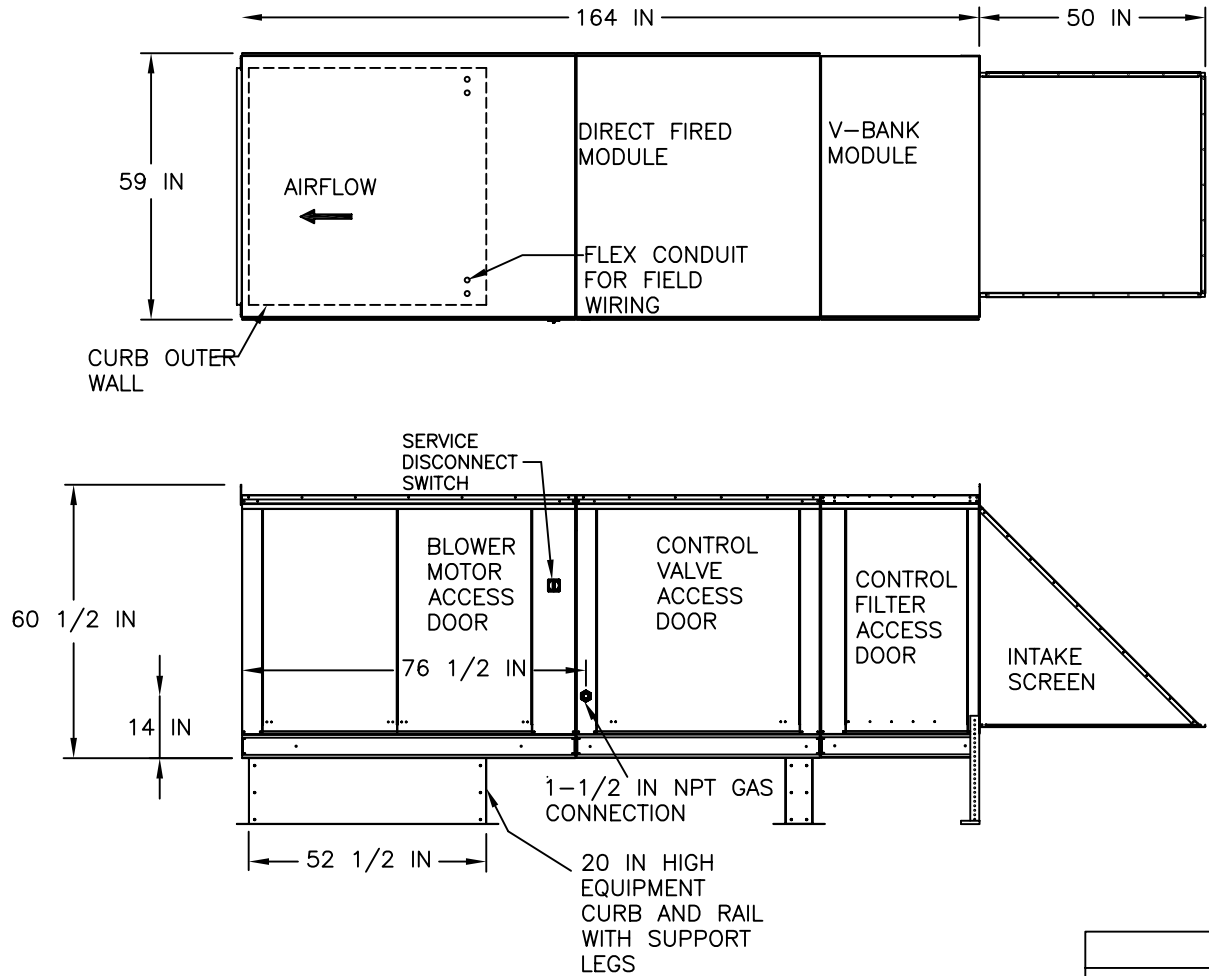 164 IN
50 IN
59 IN
DIRECT FIRED
MODULE
V-BANK
MODULE
AIRFLOW
FLEX CONDUIT
FOR FIELD
WIRING
CURB OUTER
WALL
SERVICE
DISCONNECT
SWITCH
60 1/2 IN
BLOWER
MOTOR
ACCESS
DOOR
CONTROL
VALVE
ACCESS
DOOR
CONTROL
FILTER
ACCESS
DOOR
INTAKE
SCREEN
76 1/2 IN
14 IN
1-1/2 IN NPT GAS
CONNECTION
52 1/2 IN
20 IN HIGH
EQUIPMENT
CURB AND RAIL
WITH SUPPORT
LEGS